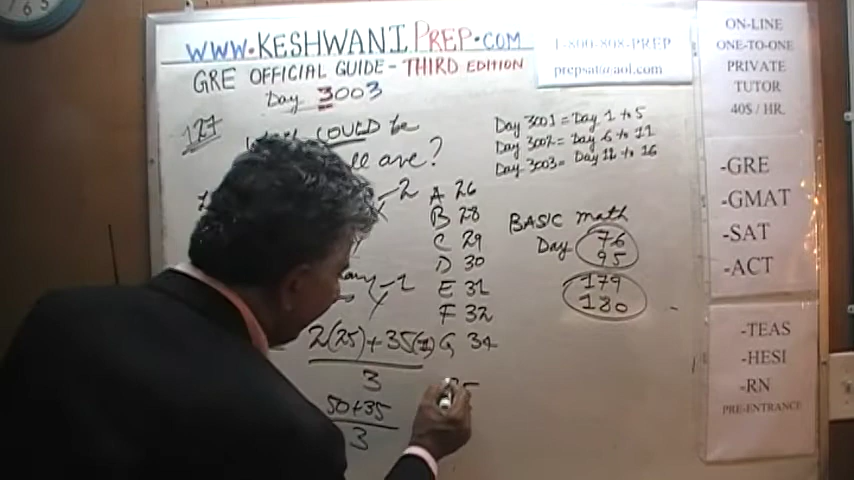 WWW.KESHWANIPREP.COM
1-800-808-PREP
prepsat@aol.com
GRE OFFICIAL GUIDE - THIRD EDITION
Day 3003
127
COULD be
are?
Day 3001 = Day 1 to 5
Day 3002 = Day 6 to 11
Day 3003 = Day 12 to 16
-2
A 26
B 28
C 29
D 30
E 31
F 32
G 34
BASIC math
Day 76
95
179
180
-1
2(25)+35(1)
3
50+35
3
ON-LINE
ONE-TO-ONE
PRIVATE
TUTOR
40$ / HR.
-GRE
-GMAT
-SAT
-ACT
-TEAS
-HESI
-RN
PRE-ENTRANCE